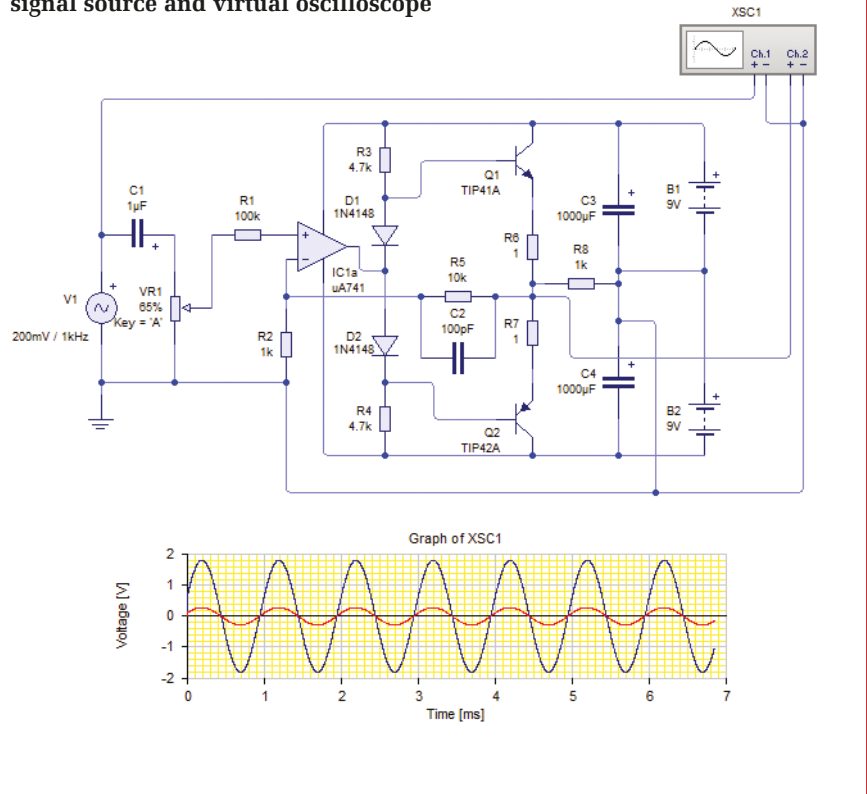 signal source and virtual oscilloscope
XSC1
Ch.1 Ch.2
+ − + −
R3
4.7k
Q1
TIP41A
C1
1µF
+
R1
100k
D1
1N4148
C3
1000µF
+
B1
9V
+
+
−
IC1a
uA741
R5
10k
R6
1
R8
1k
V1
+
200mV / 1kHz
VR1
65%
Key = 'A'
R2
1k
D2
1N4148
C2
100pF
R7
1
C4
1000µF
+
R4
4.7k
Q2
TIP42A
B2
9V
+
Graph of XSC1
Voltage [V]
2
1
0
-1
-2
0 1 2 3 4 5 6 7
Time [ms]